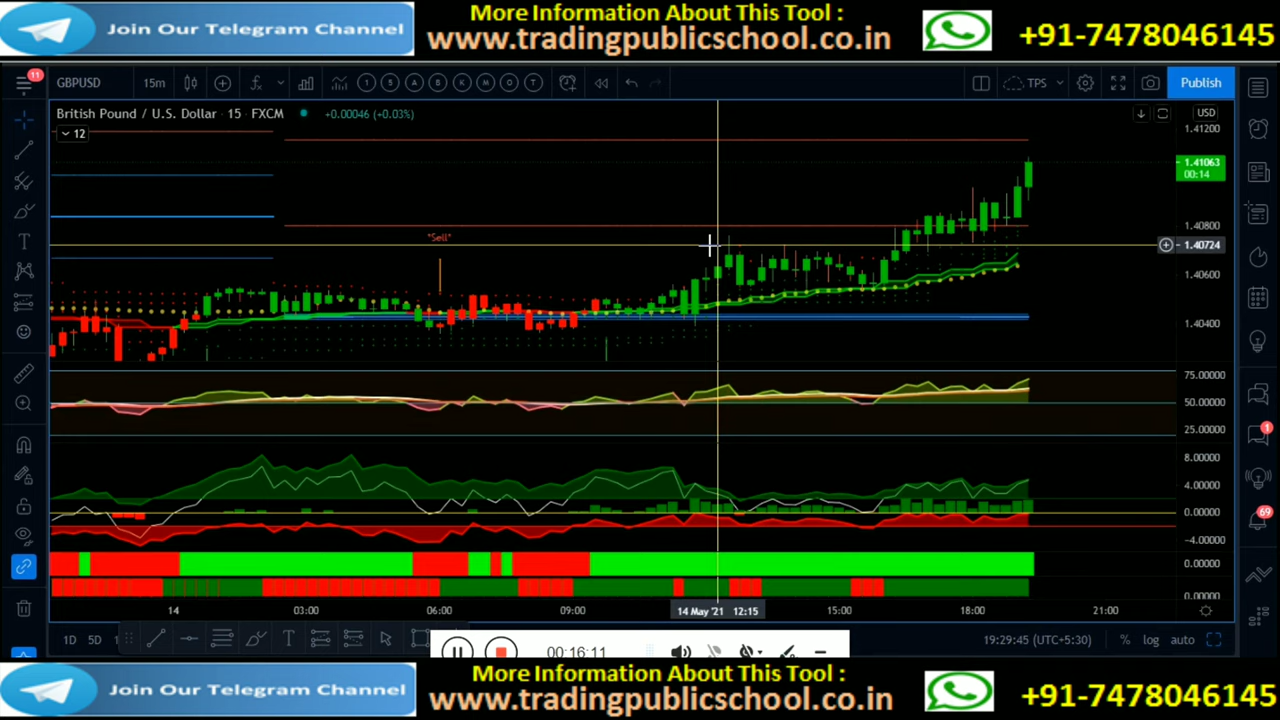 Join Our Telegram Channel
More Information About This Tool :
www.tradingpublicschool.co.in
+91-7478046145
11
GBPUSD
15m
1 S A B K M O T
TPS
Publish
British Pound / U.S. Dollar · 15 · FXCM
+0.00046 (+0.03%)
12
USD
1.41200
1.41063
00:14
1.40800
"Sell"
1.40724
1.40600
1.40400
75.00000
50.00000
25.00000
8.00000
4.00000
0.00000
−4.00000
0.00000
0.00000
1
69
14
03:00
06:00
09:00
14 May '21 12:15
15:00
18:00
21:00
1D 5D
19:29:45 (UTC+5:30)
% log auto
00:16:11
Join Our Telegram Channel
More Information About This Tool :
www.tradingpublicschool.co.in
+91-7478046145